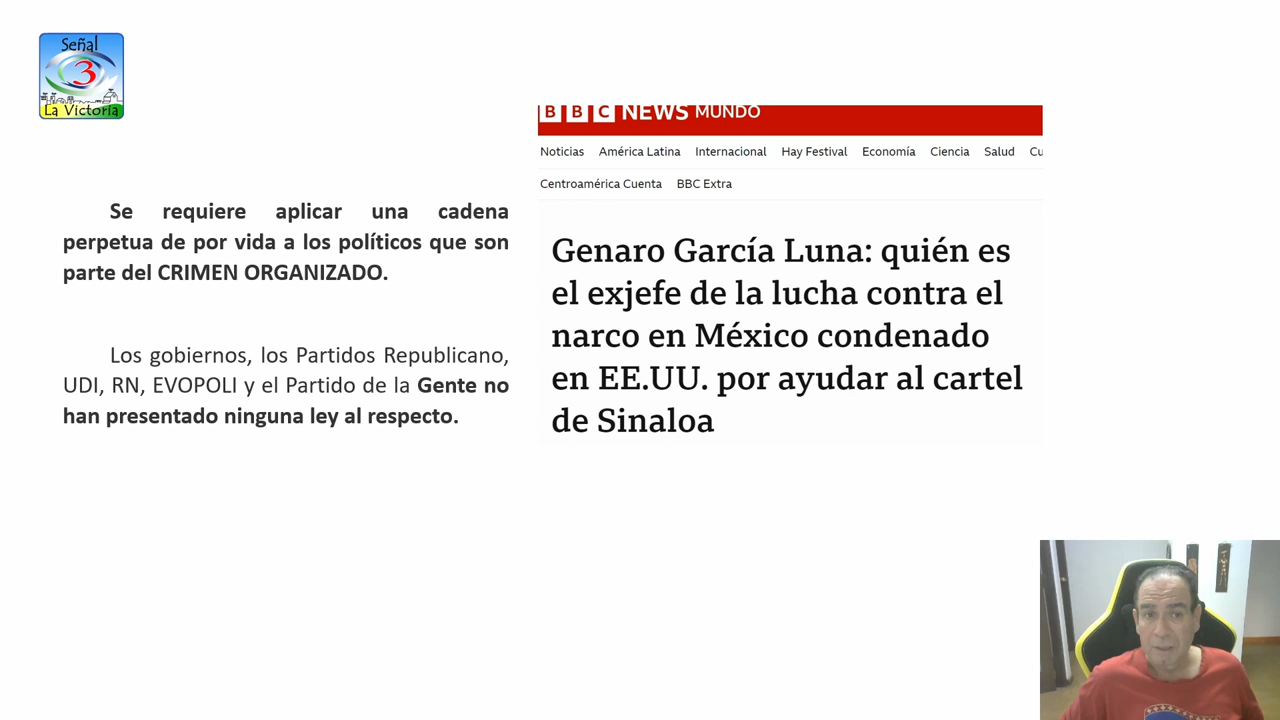 Señal
3
La Victoria
BBC NEWS MUNDO
Noticias América Latina Internacional Hay Festival Economía Ciencia Salud Cu
Centroamérica Cuenta BBC Extra
Se requiere aplicar una cadena
perpetua de por vida a los políticos que son
parte del CRIMEN ORGANIZADO.
Los gobiernos, los Partidos Republicano,
UDI, RN, EVOPOLI y el Partido de la Gente no
han presentado ninguna ley al respecto.
Genaro García Luna: quién es
el exjefe de la lucha contra el
narco en México condenado
en EE.UU. por ayudar al cartel
de Sinaloa